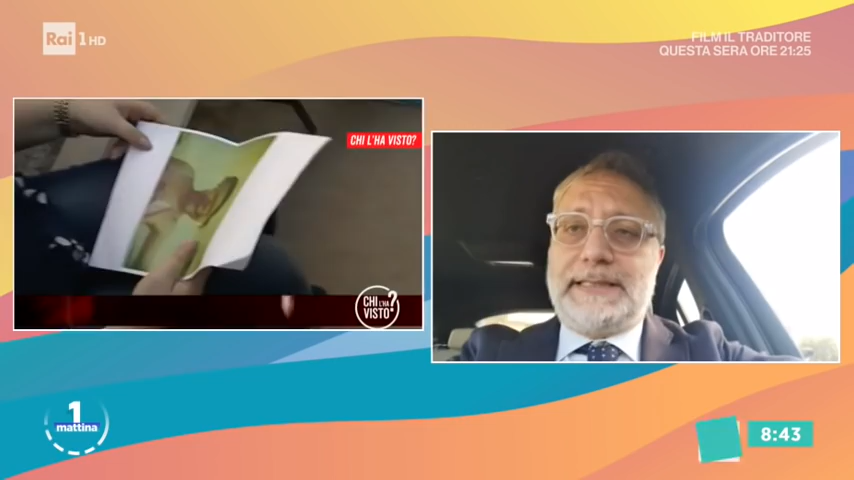 Rai 1 HD
FILM IL TRADITORE
QUESTA SERA ORE 21:25
CHI L'HA VISTO?
CHI L'HA
VISTO?
1
mattina
8:43